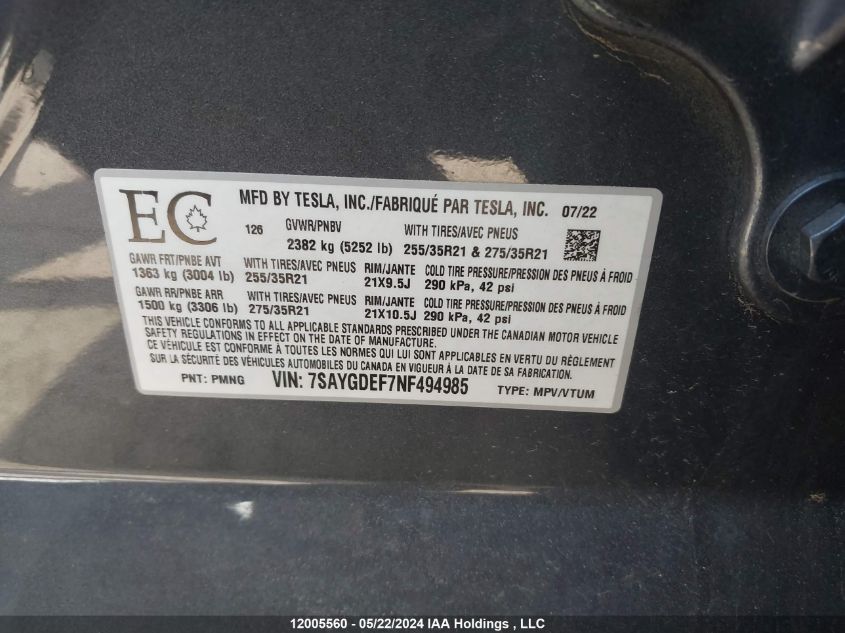 EC
MFD BY TESLA, INC./FABRIQUÉ PAR TESLA, INC. 07/22
126 GVWR/PNBV WITH TIRES/AVEC PNEUS
2382 kg (5252 lb) 255/35R21 & 275/35R21
GAWR FRT/PNBE AVT WITH TIRES/AVEC PNEUS RIM/JANTE COLD TIRE PRESSURE/PRESSION DES PNEUS À FROID
1363 kg (3004 lb) 255/35R21 21X9.5J 290 kPa, 42 psi
GAWR RR/PNBE ARR WITH TIRES/AVEC PNEUS RIM/JANTE COLD TIRE PRESSURE/PRESSION DES PNEUS À FROID
1500 kg (3306 lb) 275/35R21 21X10.5J 290 kPa, 42 psi
THIS VEHICLE CONFORMS TO ALL APPLICABLE STANDARDS PRESCRIBED UNDER THE CANADIAN MOTOR VEHICLE
SAFETY REGULATIONS IN EFFECT ON THE DATE OF MANUFACTURE.
CE VÉHICULE EST CONFORME À TOUTES LES NORMES QUI LUI SONT APPLICABLES EN VERTU DU RÈGLEMENT
SUR LA SÉCURITÉ DES VÉHICULES AUTOMOBILES DU CANADA EN VIGUEUR À LA DATE DE SA FABRICATION.
PNT: PMNG VIN: 7SAYGDEF7NF494985 TYPE: MPV/VTUM
12005560 - 05/22/2024 IAA Holdings , LLC